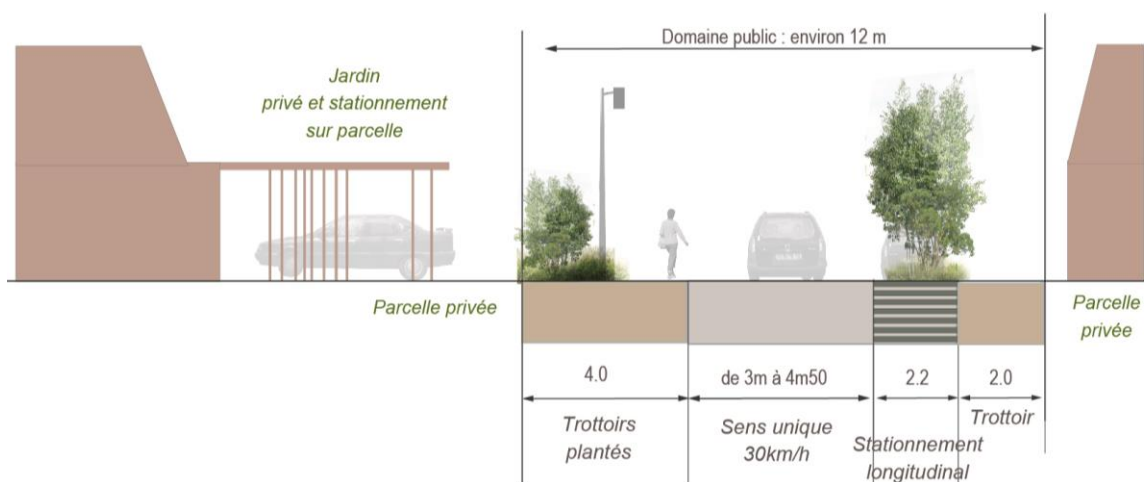 Domaine public : environ 12 m
Jardin
privé et stationnement
sur parcelle
Parcelle privée
Parcelle
privée
4.0
de 3m à 4m50
2.2
2.0
Trottoirs
plantés
Sens unique
30km/h
Stationnement
longitudinal
Trottoir